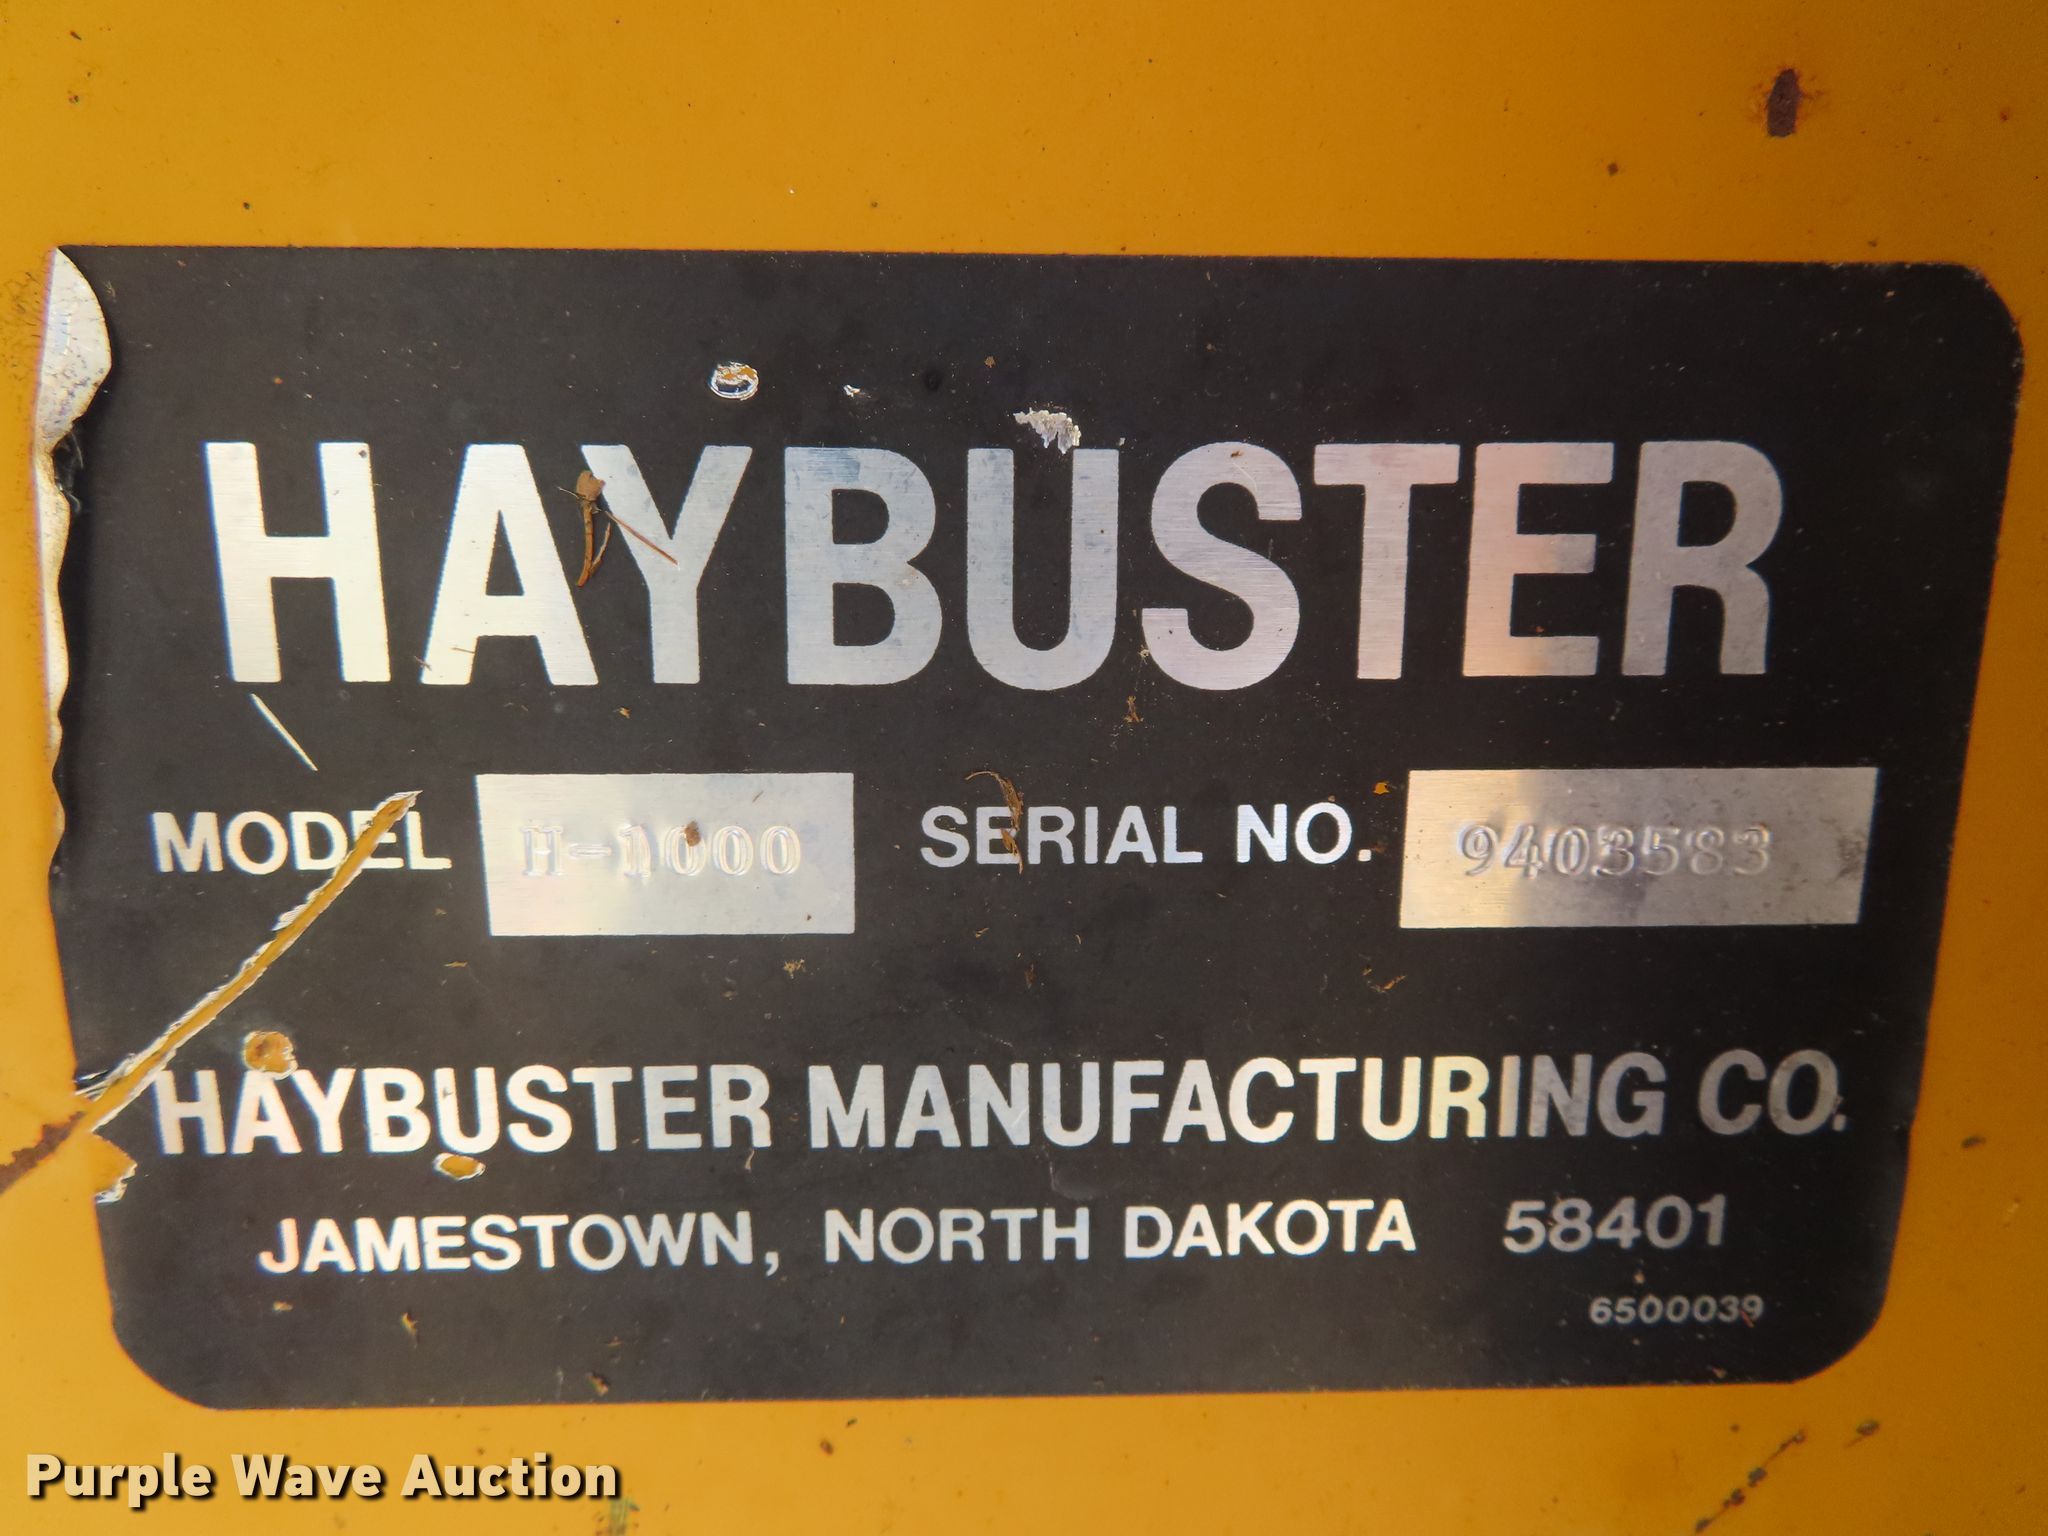 HAYBUSTER
MODEL H-1000 SERIAL NO. 9403583
HAYBUSTER MANUFACTURING CO.
JAMESTOWN, NORTH DAKOTA 58401
6500039
Purple Wave Auction